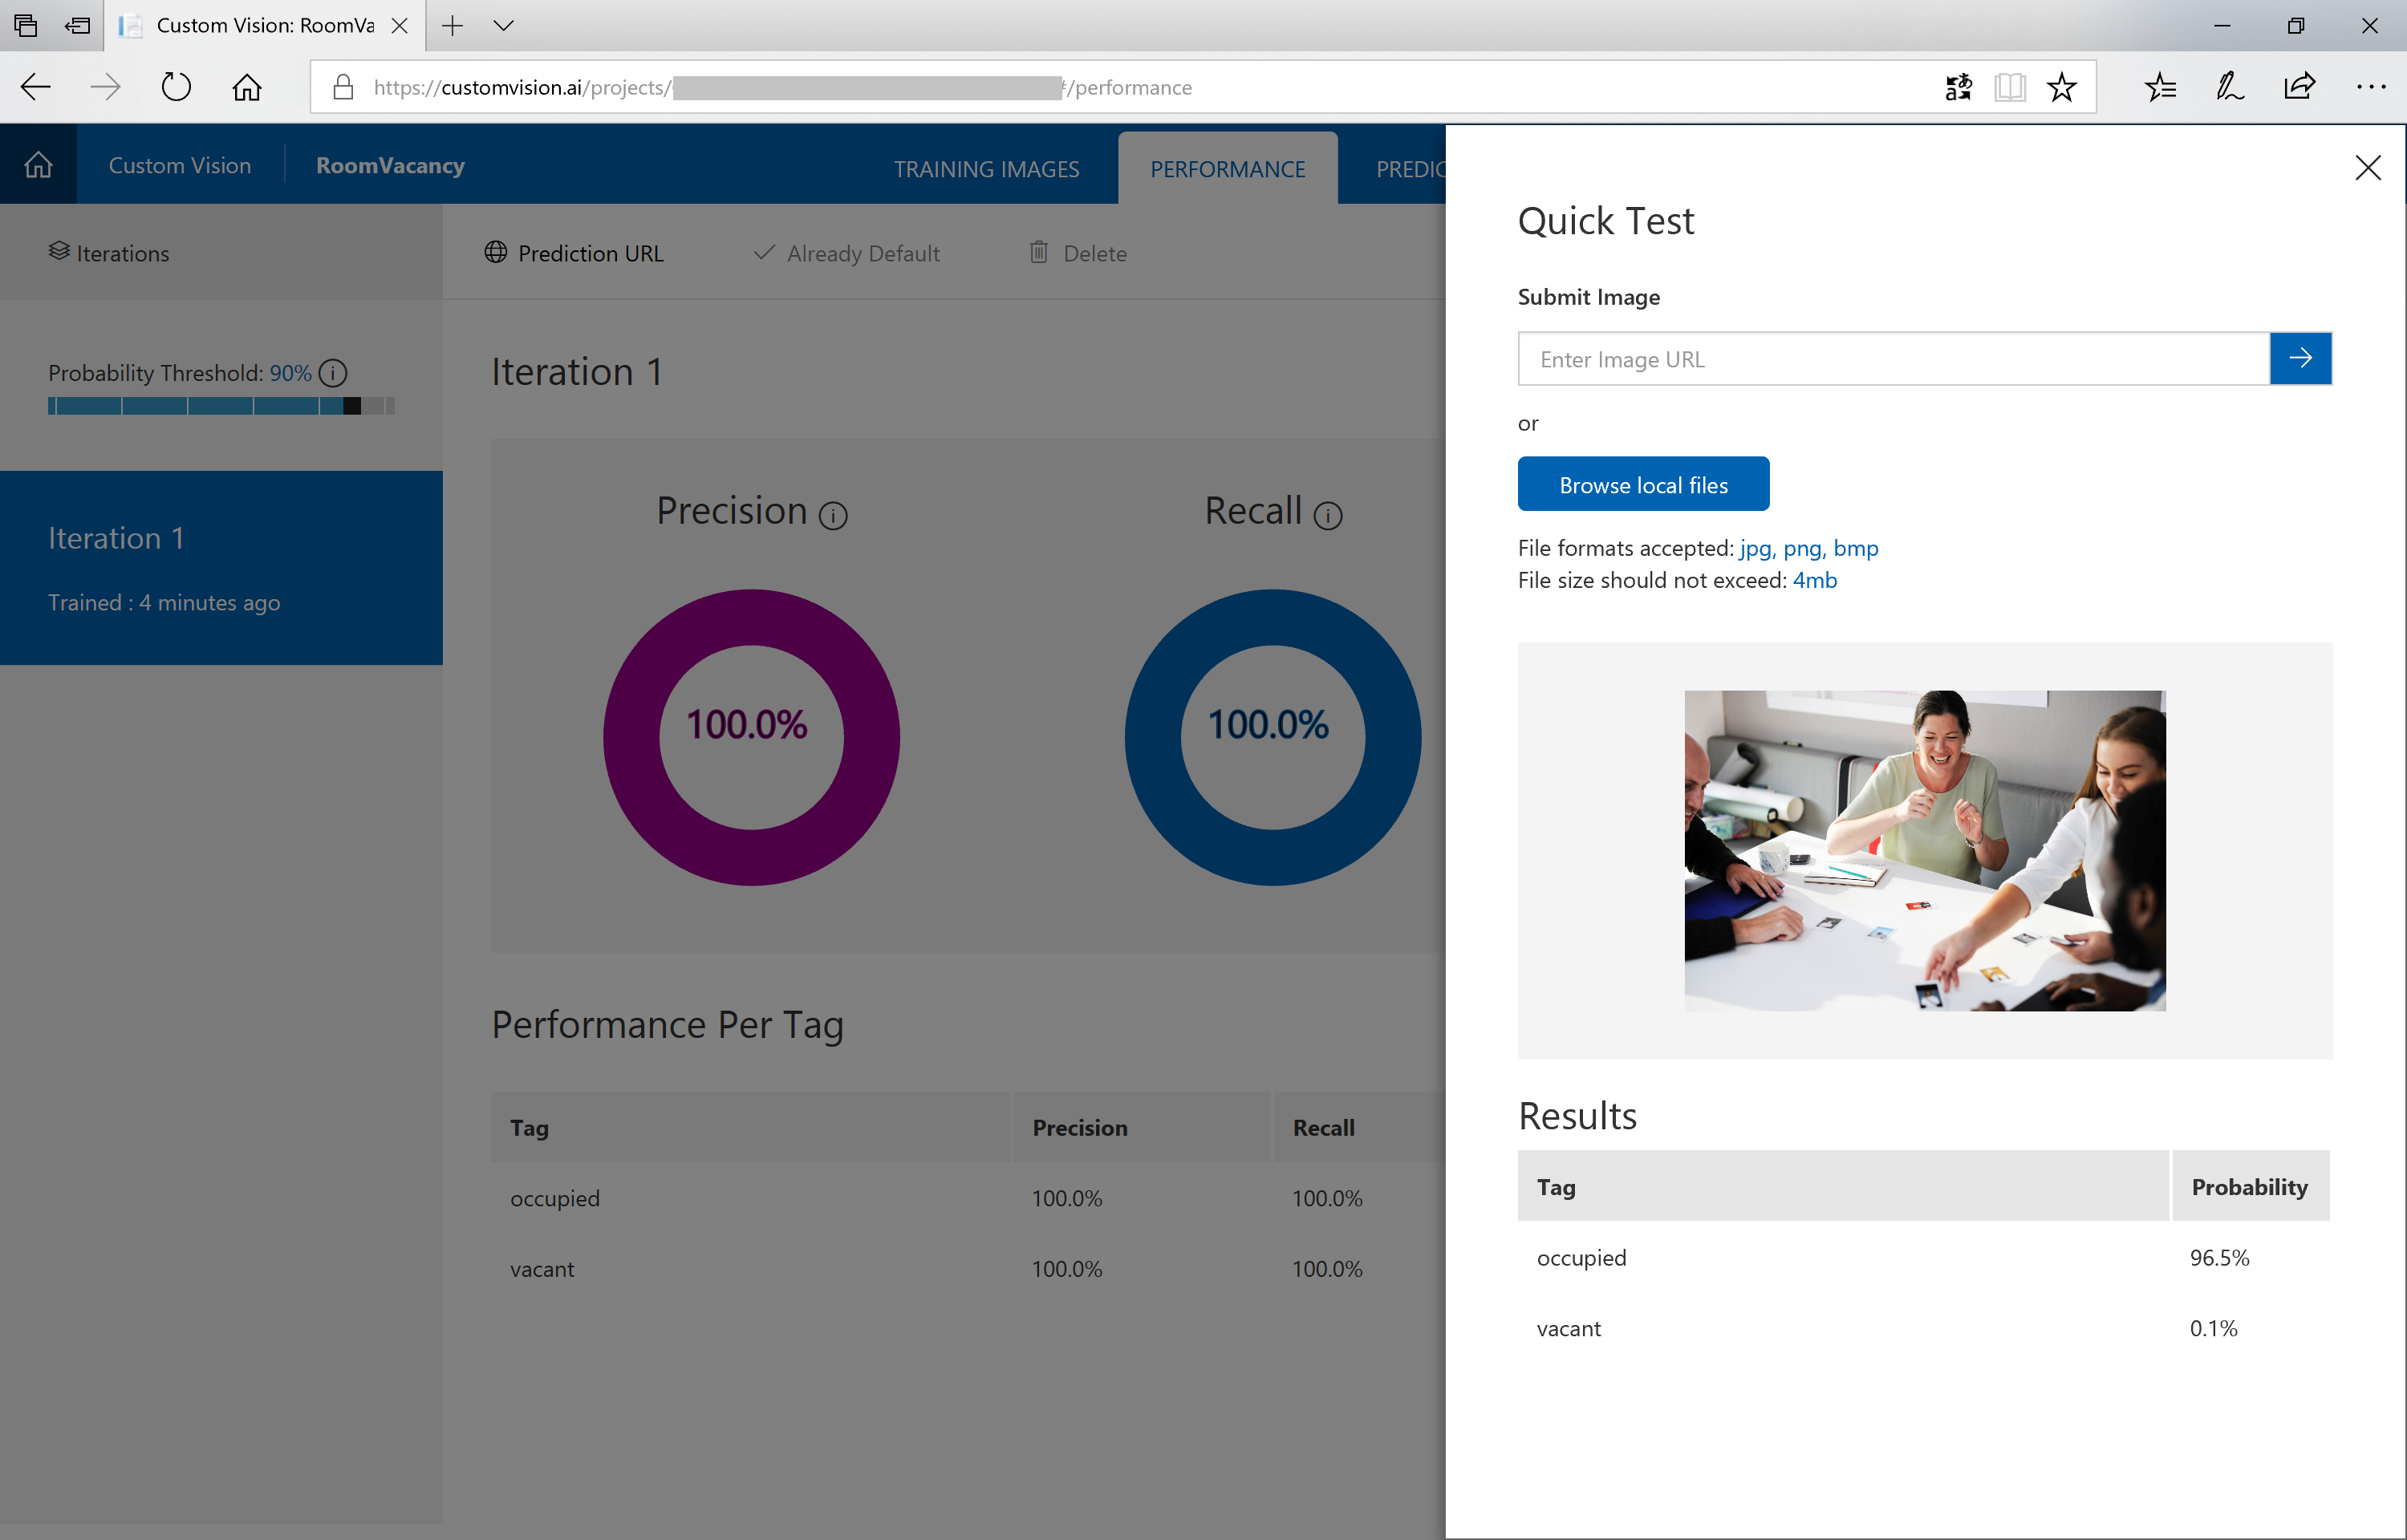 Custom Vision: RoomVa
https://customvision.ai/projects/ /performance
Custom Vision
RoomVacancy
TRAINING IMAGES
PERFORMANCE
PREDIC
Iterations
Prediction URL
Already Default
Delete
Probability Threshold: 90%
Iteration 1
Trained : 4 minutes ago
Iteration 1
Precision
Recall
100.0%
100.0%
Performance Per Tag
Tag Precision Recall
occupied 100.0% 100.0%
vacant 100.0% 100.0%
Quick Test
Submit Image
Enter Image URL
or
Browse local files
File formats accepted: jpg, png, bmp
File size should not exceed: 4mb
Results
Tag Probability
occupied 96.5%
vacant 0.1%